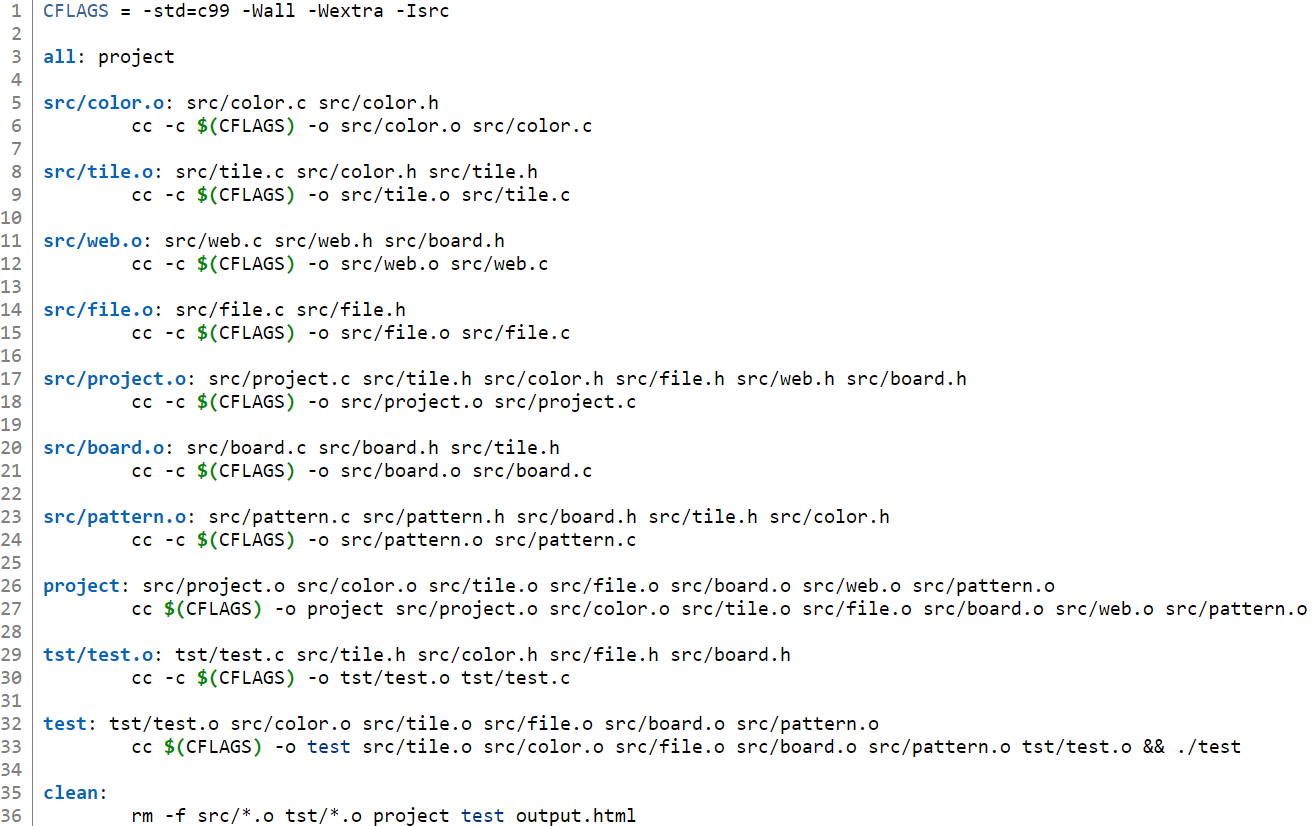 1 CFLAGS = -std=c99 -Wall -Wextra -Isrc
2
3 all: project
4
5 src/color.o: src/color.c src/color.h
6         cc -c $(CFLAGS) -o src/color.o src/color.c
7
8 src/tile.o: src/tile.c src/color.h src/tile.h
9         cc -c $(CFLAGS) -o src/tile.o src/tile.c
10
11 src/web.o: src/web.c src/web.h src/board.h
12         cc -c $(CFLAGS) -o src/web.o src/web.c
13
14 src/file.o: src/file.c src/file.h
15         cc -c $(CFLAGS) -o src/file.o src/file.c
16
17 src/project.o: src/project.c src/tile.h src/color.h src/file.h src/web.h src/board.h
18         cc -c $(CFLAGS) -o src/project.o src/project.c
19
20 src/board.o: src/board.c src/board.h src/tile.h
21         cc -c $(CFLAGS) -o src/board.o src/board.c
22
23 src/pattern.o: src/pattern.c src/pattern.h src/board.h src/tile.h src/color.h
24         cc -c $(CFLAGS) -o src/pattern.o src/pattern.c
25
26 project: src/project.o src/color.o src/tile.o src/file.o src/board.o src/web.o src/pattern.o
27         cc $(CFLAGS) -o project src/project.o src/color.o src/tile.o src/file.o src/board.o src/web.o src/pattern.o
28
29 tst/test.o: tst/test.c src/tile.h src/color.h src/file.h src/board.h
30         cc -c $(CFLAGS) -o tst/test.o tst/test.c
31
32 test: tst/test.o src/color.o src/tile.o src/file.o src/board.o src/pattern.o
33         cc $(CFLAGS) -o test src/tile.o src/color.o src/file.o src/board.o src/pattern.o tst/test.o && ./test
34
35 clean:
36         rm -f src/*.o tst/*.o project test output.html